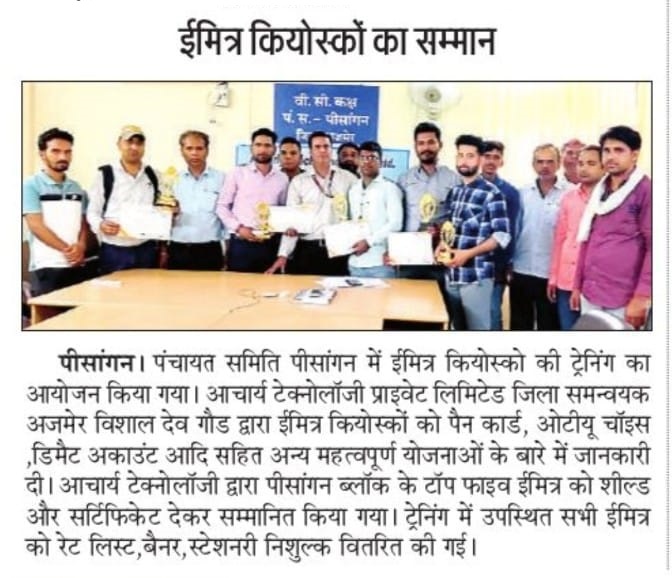 ईमित्र कियोस्कों का सम्मान
वी. सी. कक्ष
पं. स. – पीसांगन
पीसांगन। पंचायत समिति पीसांगन में ईमित्र कियोस्को की ट्रेनिंग का
आयोजन किया गया। आचार्य टेक्नोलॉजी प्राइवेट लिमिटेड जिला समन्वयक
अजमेर विशाल देव गौड द्वारा ईमित्र कियोस्कों को पैन कार्ड, ओटीयू चॉइस
,डिमैट अकाउंट आदि सहित अन्य महत्वपूर्ण योजनाओं के बारे में जानकारी
दी। आचार्य टेक्नोलॉजी द्वारा पीसांगन ब्लॉक के टॉप फाइव ईमित्र को शील्ड
और सर्टिफिकेट देकर सम्मानित किया गया। ट्रेनिंग में उपस्थित सभी ईमित्र
को रेट लिस्ट,बैनर,स्टेशनरी निशुल्क वितरित की गई।